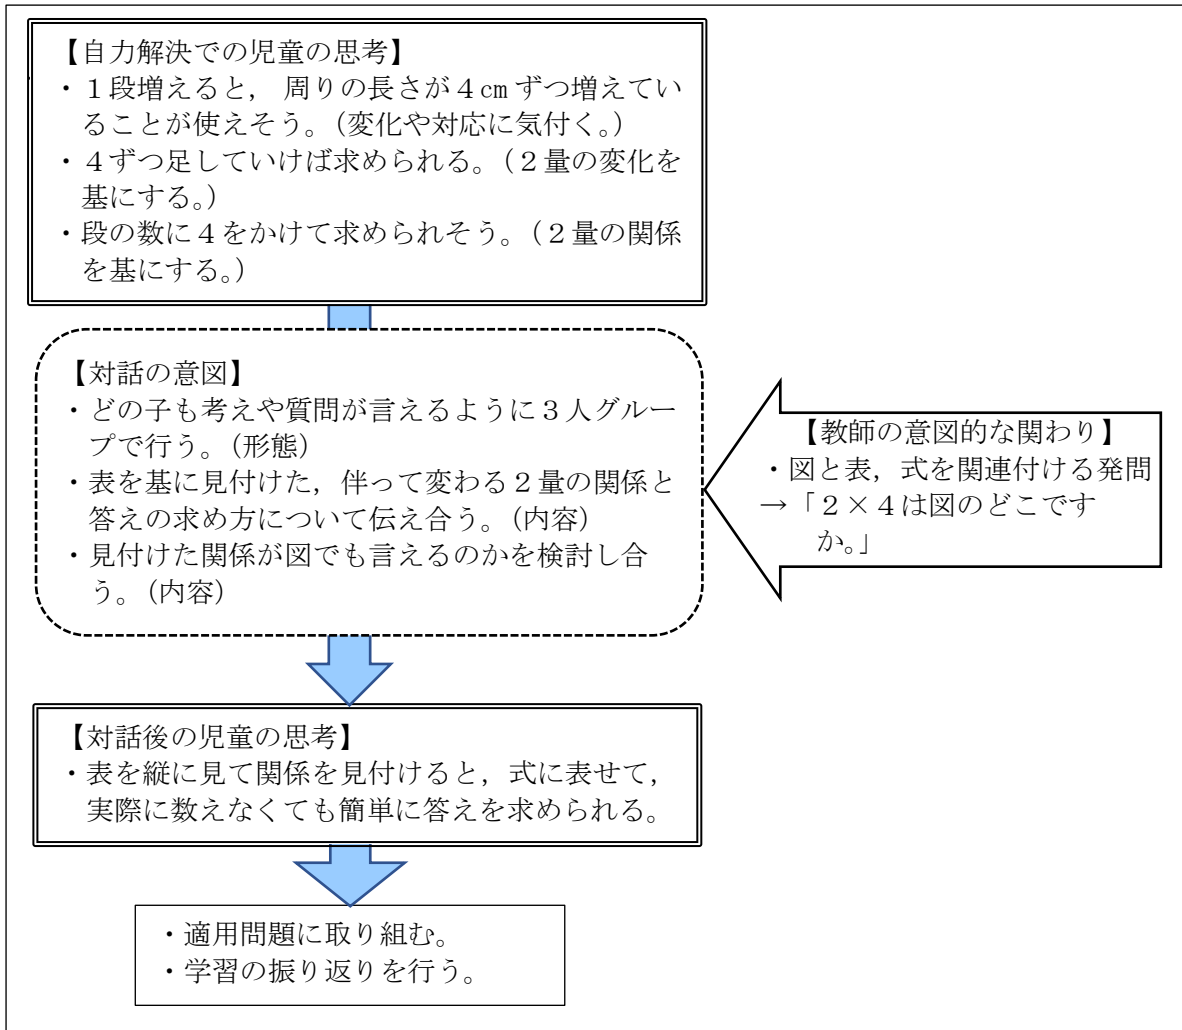 【自力解決での児童の思考】
・１段増えると， 周りの長さが４cm ずつ増えてい
ることが使えそう。（変化や対応に気付く。）
・４ずつ足していけば求められる。（２量の変化を
基にする。）
・段の数に４をかけて求められそう。（２量の関係
を基にする。）
【対話の意図】
・どの子も考えや質問が言えるように３人グルー
プで行う。（形態）
・表を基に見付けた，伴って変わる２量の関係と
答えの求め方について伝え合う。（内容）
・見付けた関係が図でも言えるのかを検討し合
う。（内容）
【教師の意図的な関わり】
・図と表，式を関連付ける発問
→「２×４は図のどこです
か。」
【対話後の児童の思考】
・表を縦に見て関係を見付けると，式に表せて，
実際に数えなくても簡単に答えを求められる。
・適用問題に取り組む。
・学習の振り返りを行う。